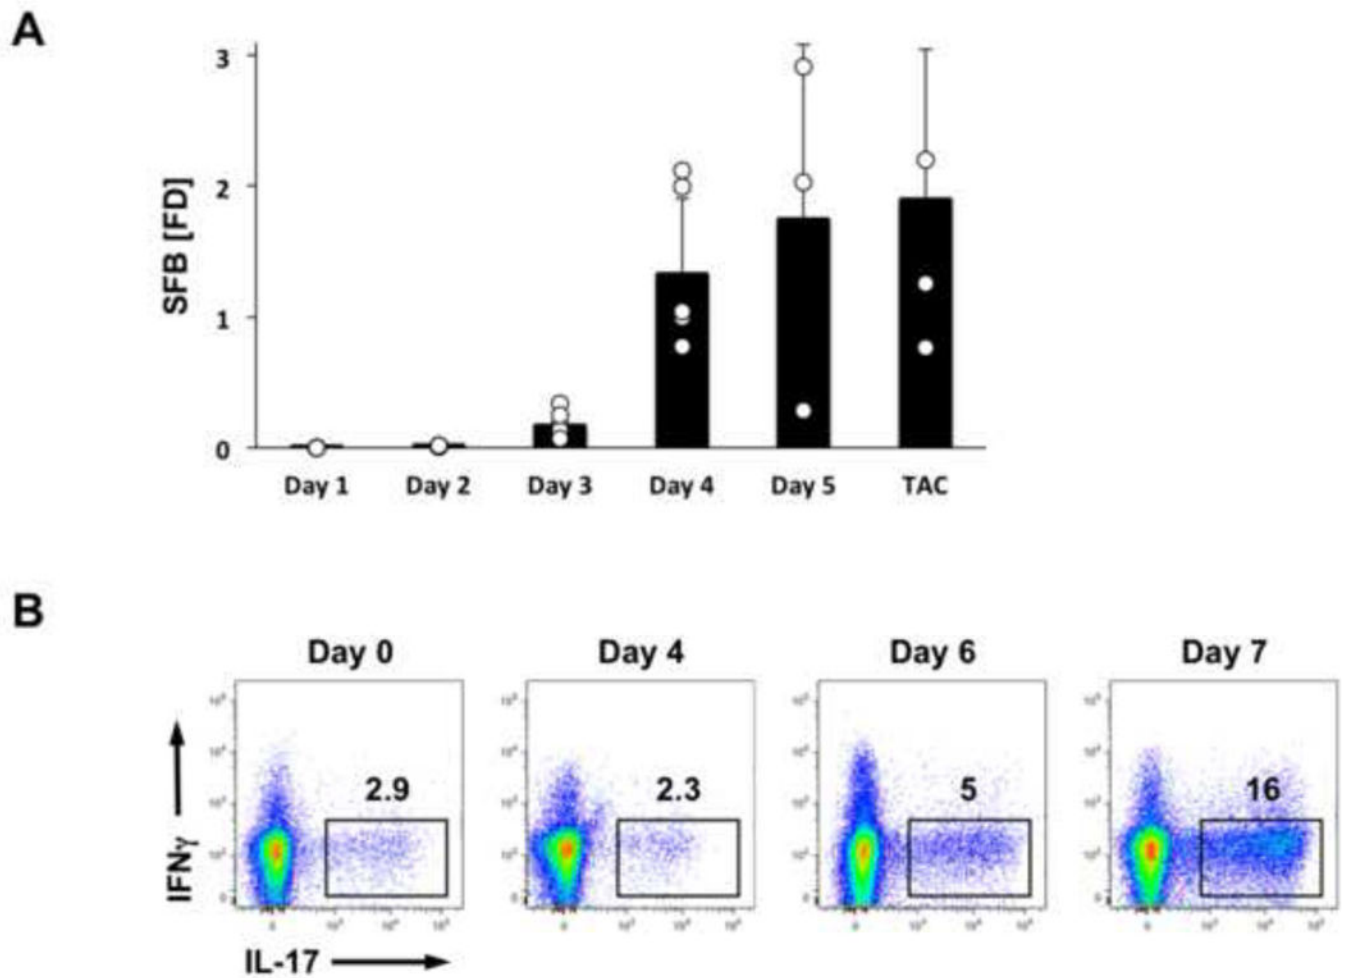 A
SFB [FD]
3
2
1
0
Day 1 Day 2 Day 3 Day 4 Day 5 TAC
B
Day 0 Day 4 Day 6 Day 7
2.9 2.3 5 16
IFNγ
IL-17